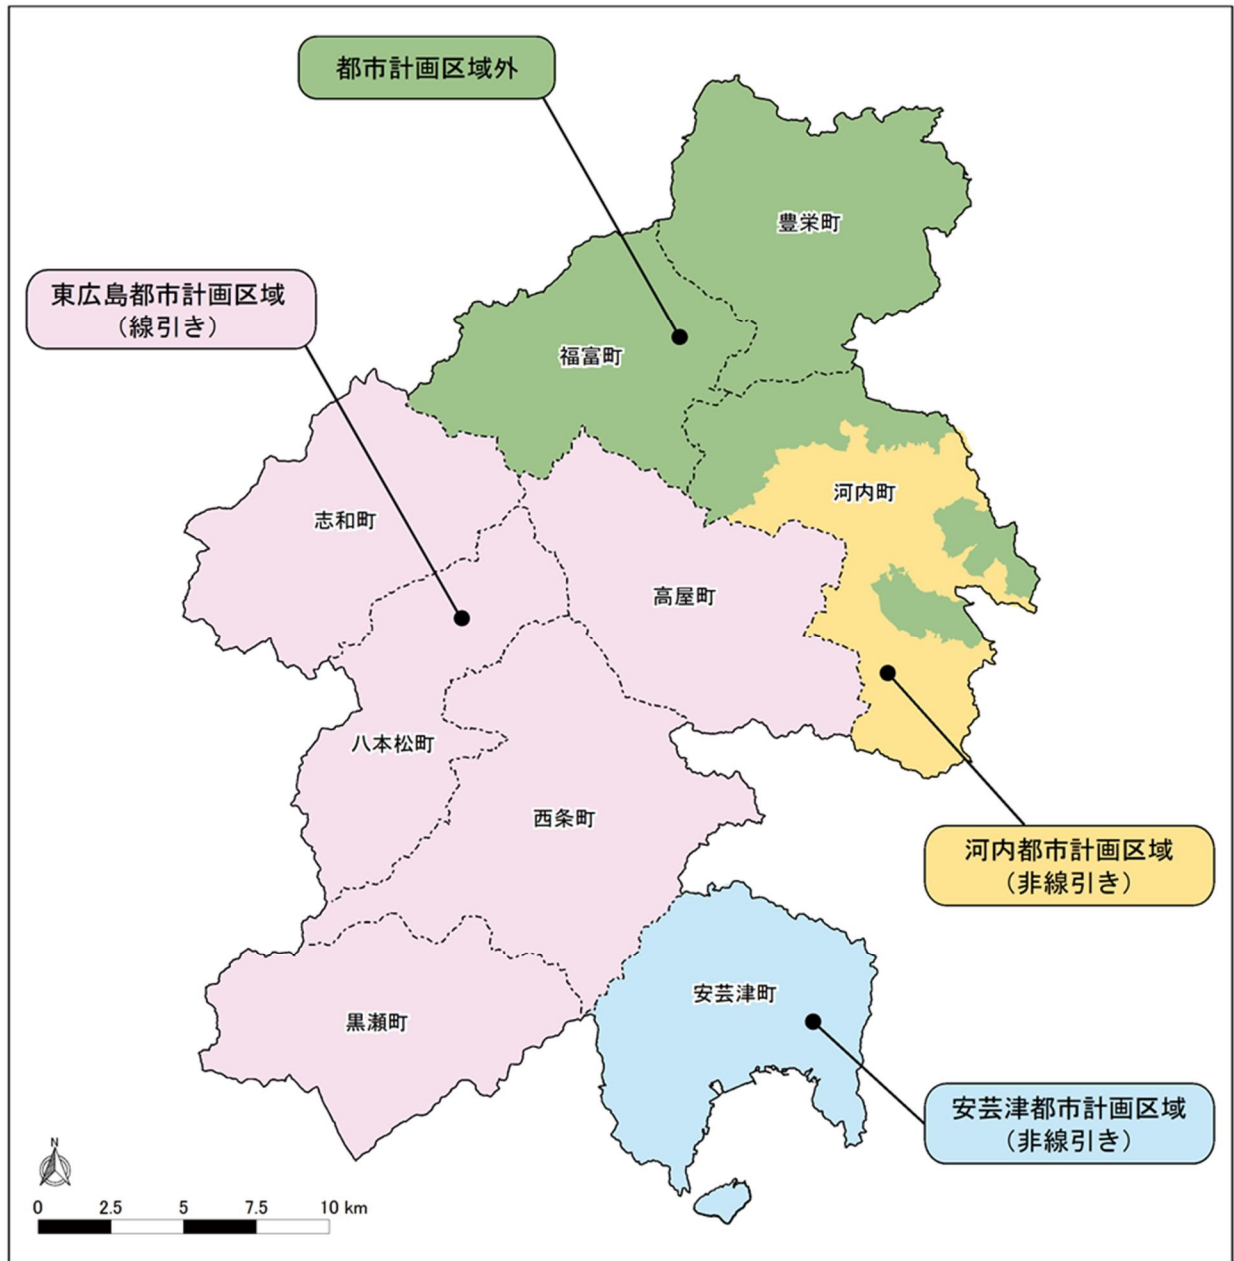 都市計画区域外
豊栄町
東広島都市計画区域
（線引き）
福富町
河内町
志和町
高屋町
八本松町
西条町
河内都市計画区域
（非線引き）
安芸津町
黒瀬町
安芸津都市計画区域
（非線引き）
N
0 2.5 5 7.5 10 km